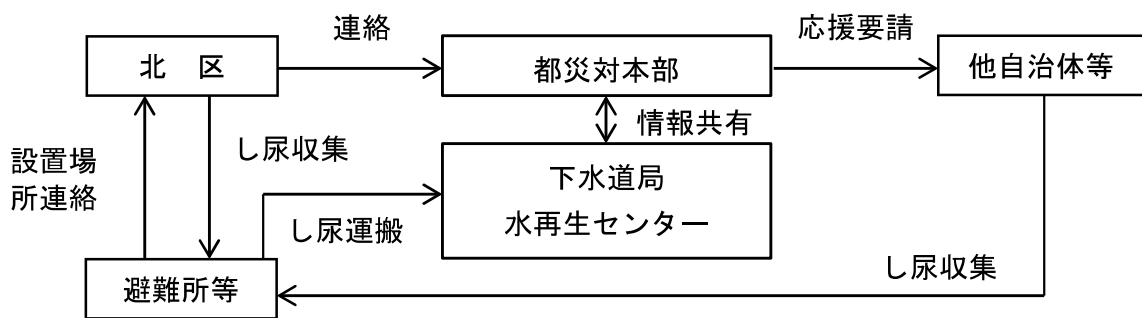 連絡
応援要請
北　区
都災対本部
他自治体等
情報共有
設置場
所連絡
し尿収集
下水道局
水再生センター
し尿運搬
し尿収集
避難所等